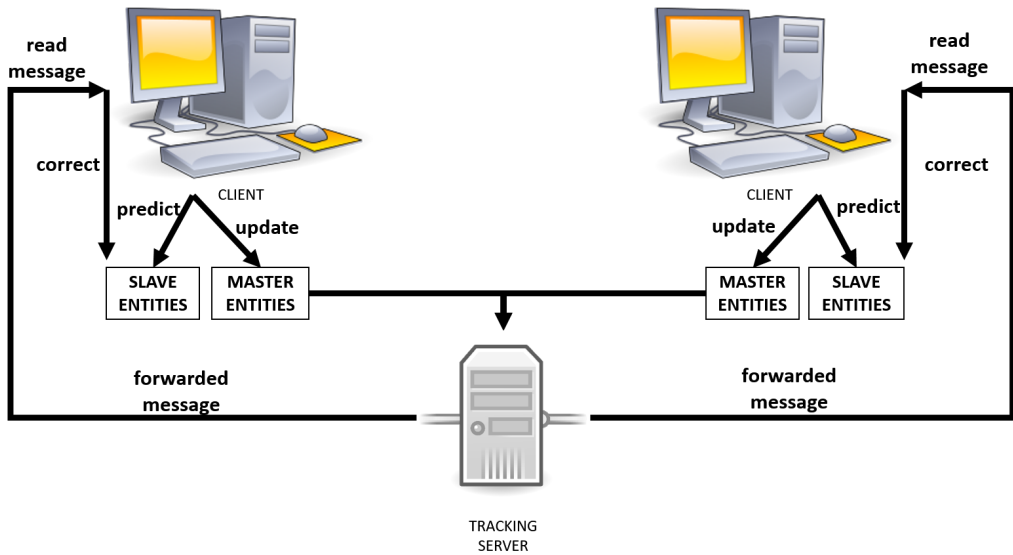 read
message
read
message
correct
correct
CLIENT
CLIENT
predict
update
predict
update
SLAVE
ENTITIES
MASTER
ENTITIES
MASTER
ENTITIES
SLAVE
ENTITIES
forwarded
message
forwarded
message
TRACKING
SERVER